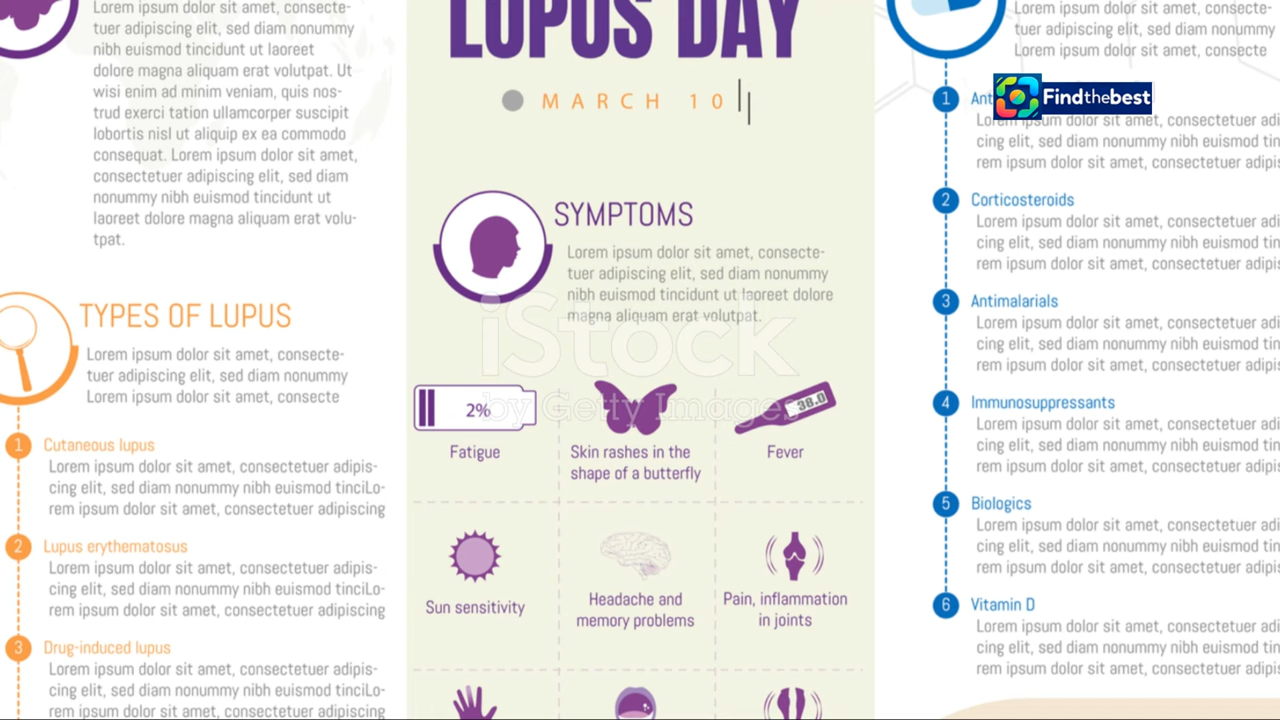 Lorem ipsum dolor sit amet, consecte-
tuer adipiscing elit, sed diam nonummy
nibh euismod tincidunt ut laoreet
dolore magna aliquam erat volutpat. Ut
wisi enim ad minim veniam, quis nos-
trud exerci tation ullamcorper suscipit
lobortis nisl ut aliquip ex ea commodo
consequat. Lorem ipsum dolor sit amet,
consectetuer adipiscing elit, sed diam
nonummy nibh euismod tincidunt ut
laoreet dolore magna aliquam erat volu-
tpat.
TYPES OF LUPUS
Lorem ipsum dolor sit amet, consecte-
tuer adipiscing elit, sed diam nonummy
Lorem ipsum dolor sit amet, consecte
1 Cutaneous lupus
Lorem ipsum dolor sit amet, consectetuer adipis-
cing elit, sed diam nonummy nibh euismod tinciLo-
rem ipsum dolor sit amet, consectetuer adipiscing
2 Lupus erythematosus
Lorem ipsum dolor sit amet, consectetuer adipis-
cing elit, sed diam nonummy nibh euismod tinciLo-
rem ipsum dolor sit amet, consectetuer adipiscing
3 Drug-induced lupus
Lorem ipsum dolor sit amet, consectetuer adipis-
cing elit, sed diam nonummy nibh euismod tinciLo-
rem ipsum dolor sit amet, consectetuer adipiscing
LUPUS DAY
MARCH 10
SYMPTOMS
Lorem ipsum dolor sit amet, consecte-
tuer adipiscing elit, sed diam nonummy
nibh euismod tincidunt ut laoreet dolore
magna aliquam erat volutpat.
iStock
by Getty Images
2%
38.0
Fatigue
Skin rashes in the
shape of a butterfly
Fever
Sun sensitivity
Headache and
memory problems
Pain, inflammation
in joints
Lorem ipsum dolor sit amet, consecte-
tuer adipiscing elit, sed diam nonummy
Lorem ipsum dolor sit amet, consecte
Findthebest
1
Lorem ipsum dolor sit amet, consectetuer adi
cing elit, sed diam nonummy nibh euismod ti
rem ipsum dolor sit amet, consectetuer adipis
2 Corticosteroids
Lorem ipsum dolor sit amet, consectetuer adi
cing elit, sed diam nonummy nibh euismod ti
rem ipsum dolor sit amet, consectetuer adipis
3 Antimalarials
Lorem ipsum dolor sit amet, consectetuer adi
cing elit, sed diam nonummy nibh euismod ti
rem ipsum dolor sit amet, consectetuer adipis
4 Immunosuppressants
Lorem ipsum dolor sit amet, consectetuer adi
cing elit, sed diam nonummy nibh euismod ti
rem ipsum dolor sit amet, consectetuer adipis
5 Biologics
Lorem ipsum dolor sit amet, consectetuer adi
cing elit, sed diam nonummy nibh euismod ti
rem ipsum dolor sit amet, consectetuer adipis
6 Vitamin D
Lorem ipsum dolor sit amet, consectetuer adi
cing elit, sed diam nonummy nibh euismod ti
rem ipsum dolor sit amet, consectetuer adipis